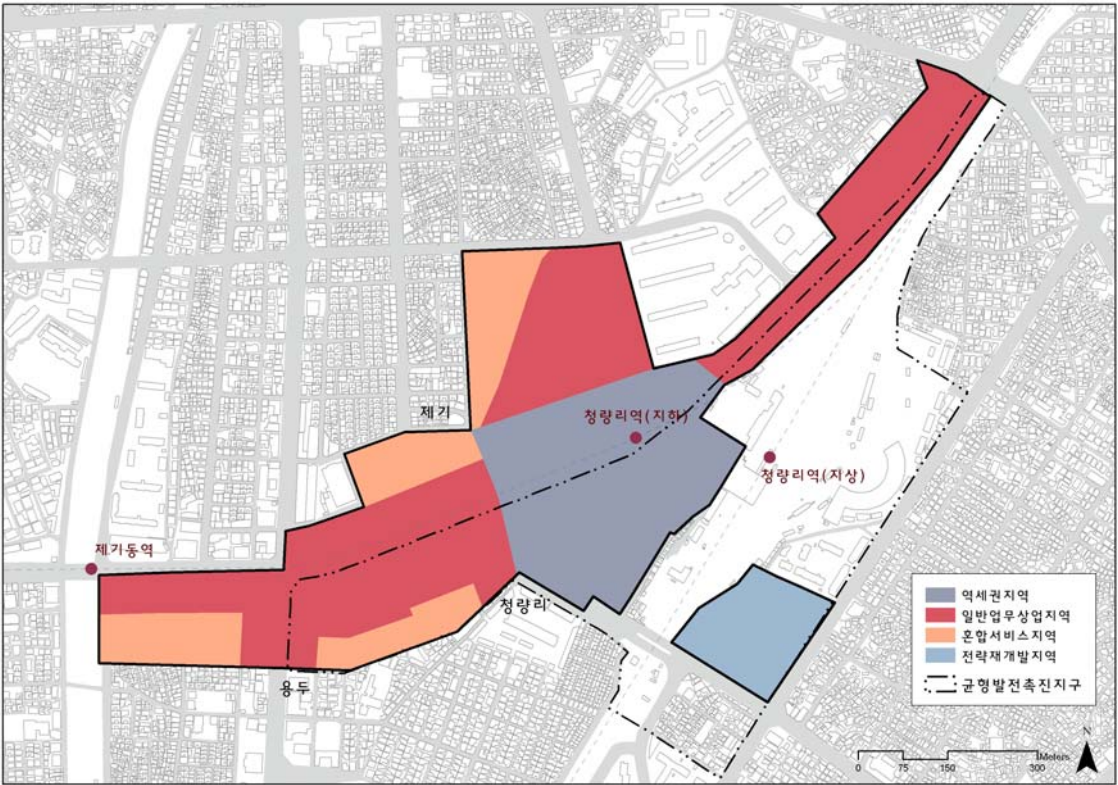 제기
청량리역(지하)
청량리역(지상)
제기동역
청량리
용두
역세권지역
일반업무상업지역
혼합서비스지역
전략재개발지역
균형발전촉진지구
N
Meters
0 75 150 300